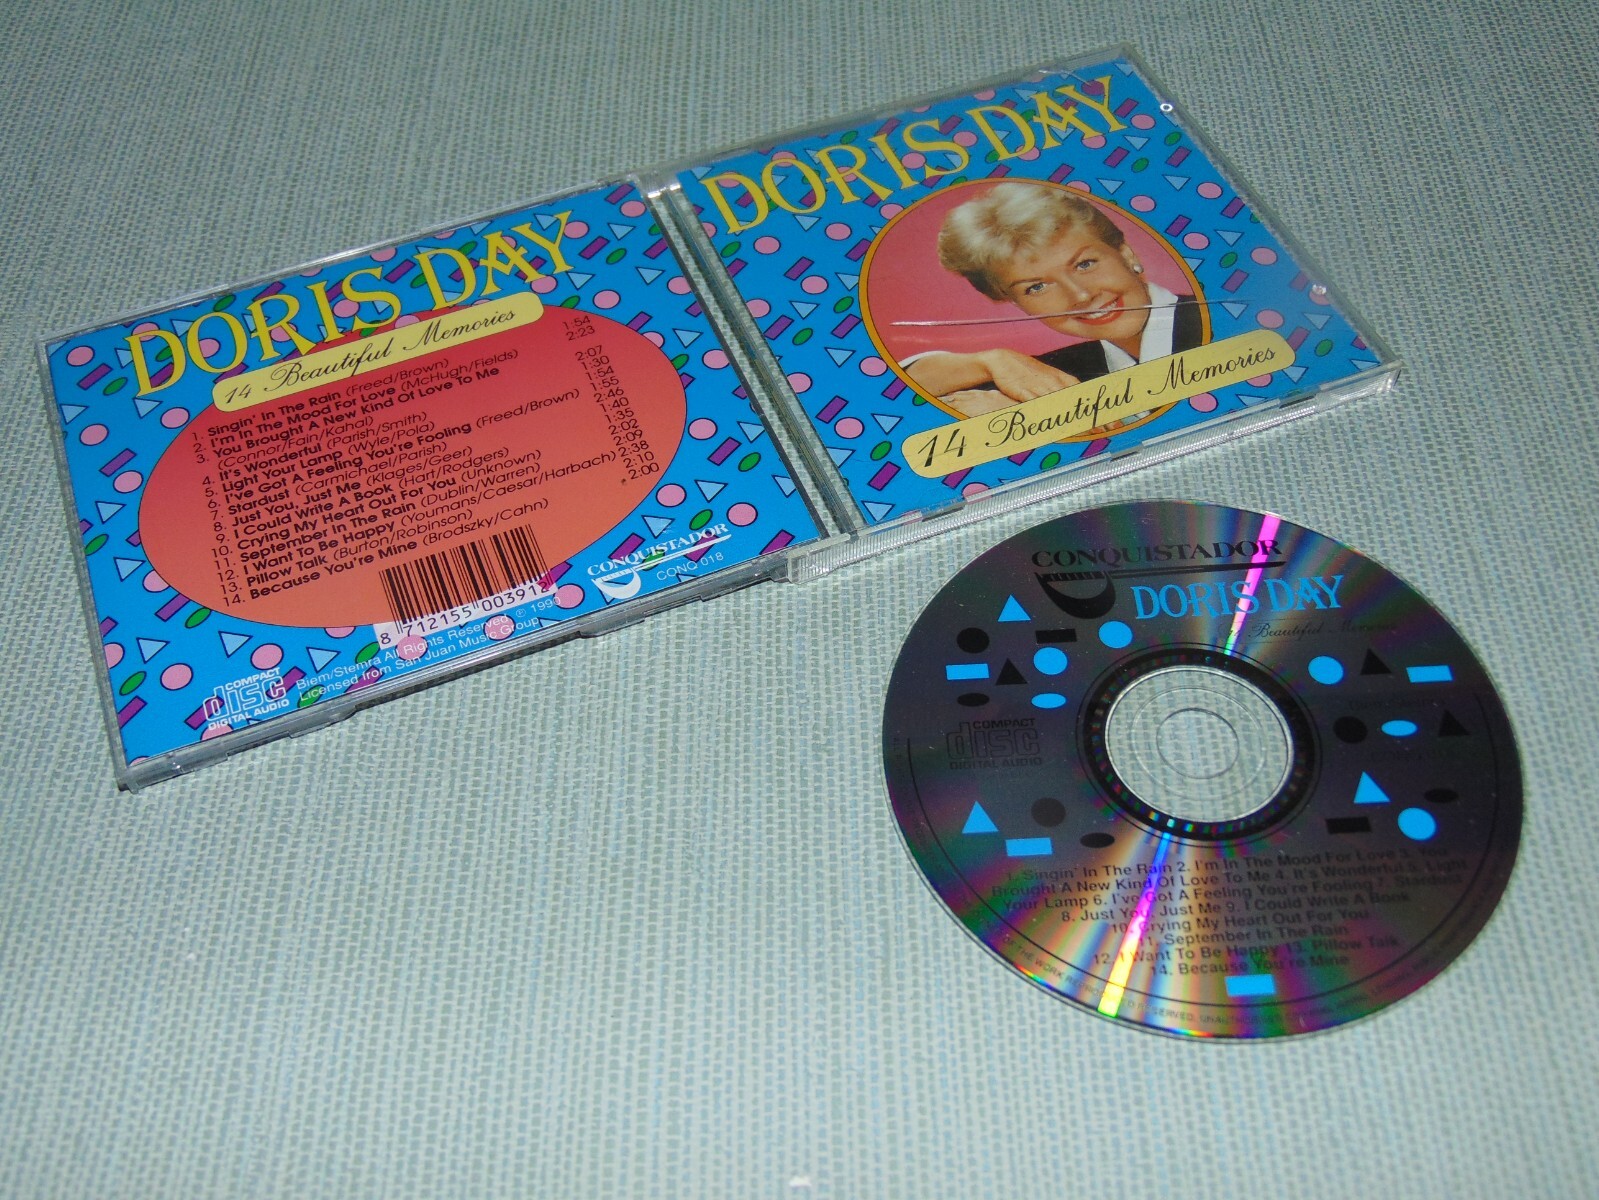 DORIS DAY
14 Beautiful Memories
1. Singin' In The Rain (Freed/Brown) 1:54
2. I'm In The Mood For Love (McHugh/Fields) 2:23
3. You Brought A New Kind Of Love To Me
(Connor/Fain/Kahal) 2:07
4. It's Wonderful (Parish/Smith) 1:30
5. Light Your Lamp (Wyle/Pola) 1:54
6. I've Got A Feeling You're Fooling (Freed/Brown) 1:55
7. Stardust (Carmichael/Parish) 2:46
8. Just You, Just Me (Klages/Geer) 1:40
9. I Could Write A Book (Hart/Rodgers) 1:35
10. Crying My Heart Out For You (Unknown) 2:02
11. September In The Rain (Dublin/Warren) 2:09
12. I Want To Be Happy (Youmans/Caesar/Harbach) 2:38
13. Pillow Talk (Burton/Robinson) 2:10
14. Because You're Mine (Brodszky/Cahn) 2:00
8 712155 003912
CONQUISTADOR
CONQ 018
COMPACT
disc
DIGITAL AUDIO
Biem/Stemra All Rights Reserved ℗ 1990
Licensed from San Juan Music Group
DORIS DAY
14 Beautiful Memories
CONQUISTADOR
DORIS DAY
14 Beautiful Memories
COMPACT
disc
DIGITAL AUDIO
1. Singin' In The Rain 2. I'm In The Mood For Love 3. You
Brought A New Kind Of Love To Me 4. It's Wonderful 5. Light
Your Lamp 6. I've Got A Feeling You're Fooling 7. Stardust
8. Just You, Just Me 9. I Could Write A Book
10. Crying My Heart Out For You
11. September In The Rain
12. I Want To Be Happy 13. Pillow Talk
14. Because You're Mine
OF THE WORK RESERVED. UNAUTHORIZED